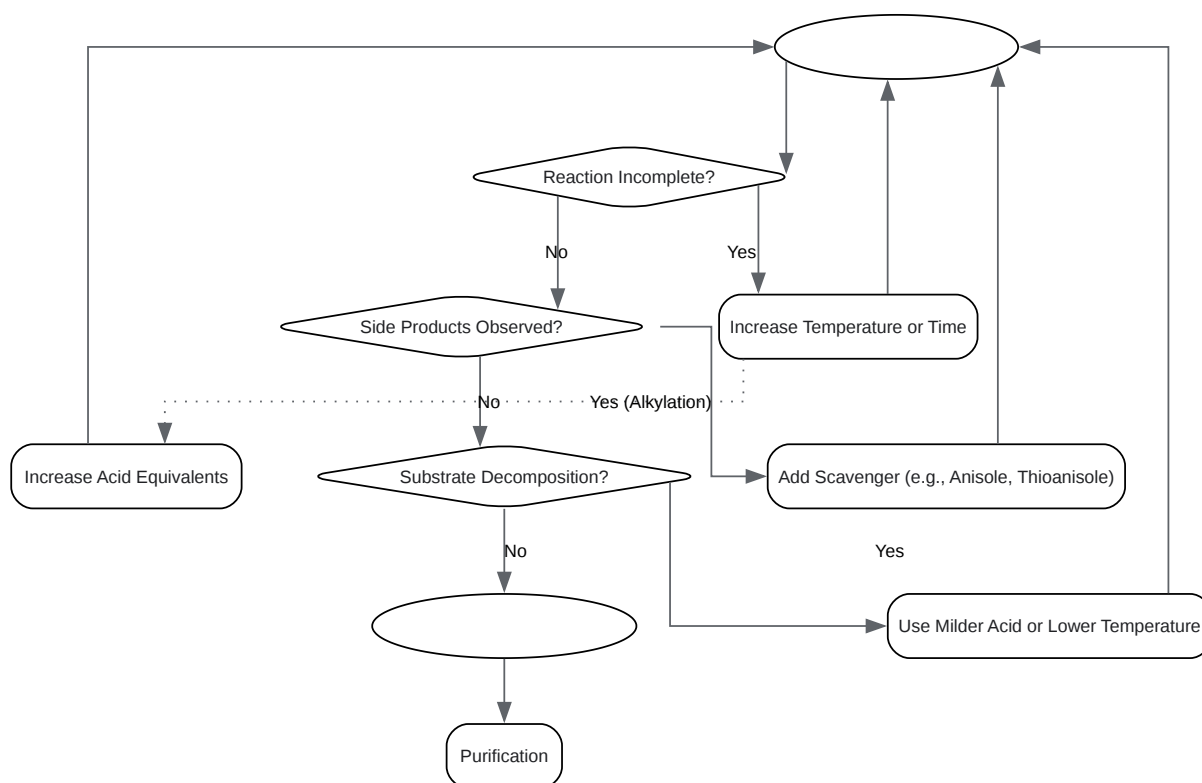 Reaction Incomplete?
No
Yes
Side Products Observed?
Increase Temperature or Time
No
Yes (Alkylation)
Increase Acid Equivalents
Substrate Decomposition?
Add Scavenger (e.g., Anisole, Thioanisole)
No
Yes
Use Milder Acid or Lower Temperature
Purification